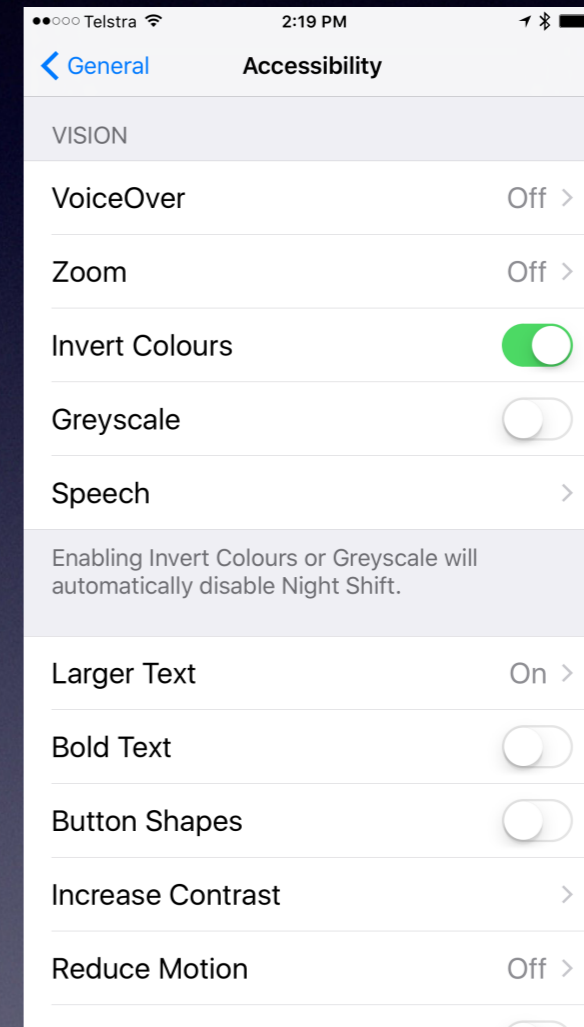 Telstra 2:19 PM
General Accessibility
VISION
VoiceOver Off
Zoom Off
Invert Colours
Greyscale
Speech
Enabling Invert Colours or Greyscale will
automatically disable Night Shift.
Larger Text On
Bold Text
Button Shapes
Increase Contrast
Reduce Motion Off